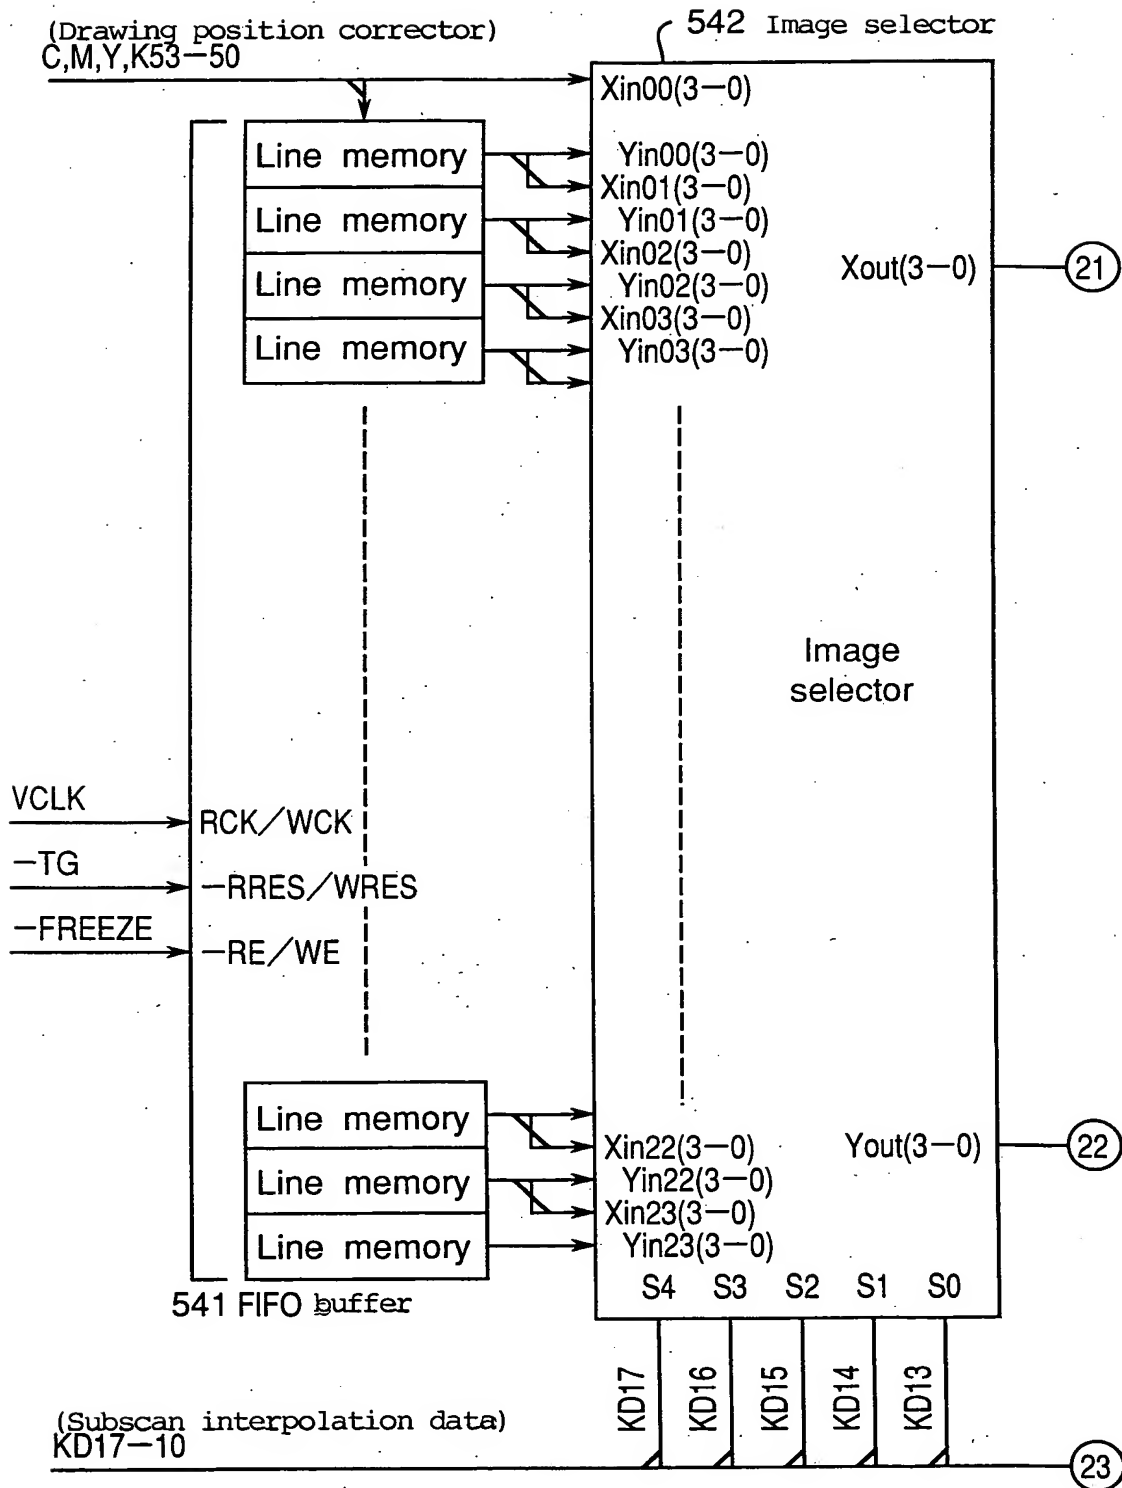 (Drawing position corrector)
C,M,Y,K53—50
542 Image selector
Xin00(3—0)
Line memory
Yin00(3—0)
Xin01(3—0)
Line memory
Yin01(3—0)
Xin02(3—0)
Xout(3—0)
21
Line memory
Yin02(3—0)
Xin03(3—0)
Line memory
Yin03(3—0)
Image
selector
VCLK
RCK/WCK
—TG
—RRES/WRES
—FREEZE
—RE/WE
Line memory
Xin22(3—0)
Yout(3—0)
22
Line memory
Yin22(3—0)
Xin23(3—0)
Line memory
Yin23(3—0)
S4 S3 S2 S1 S0
541 FIFO buffer
KD17 KD16 KD15 KD14 KD13
(Subscan interpolation data)
KD17—10
23